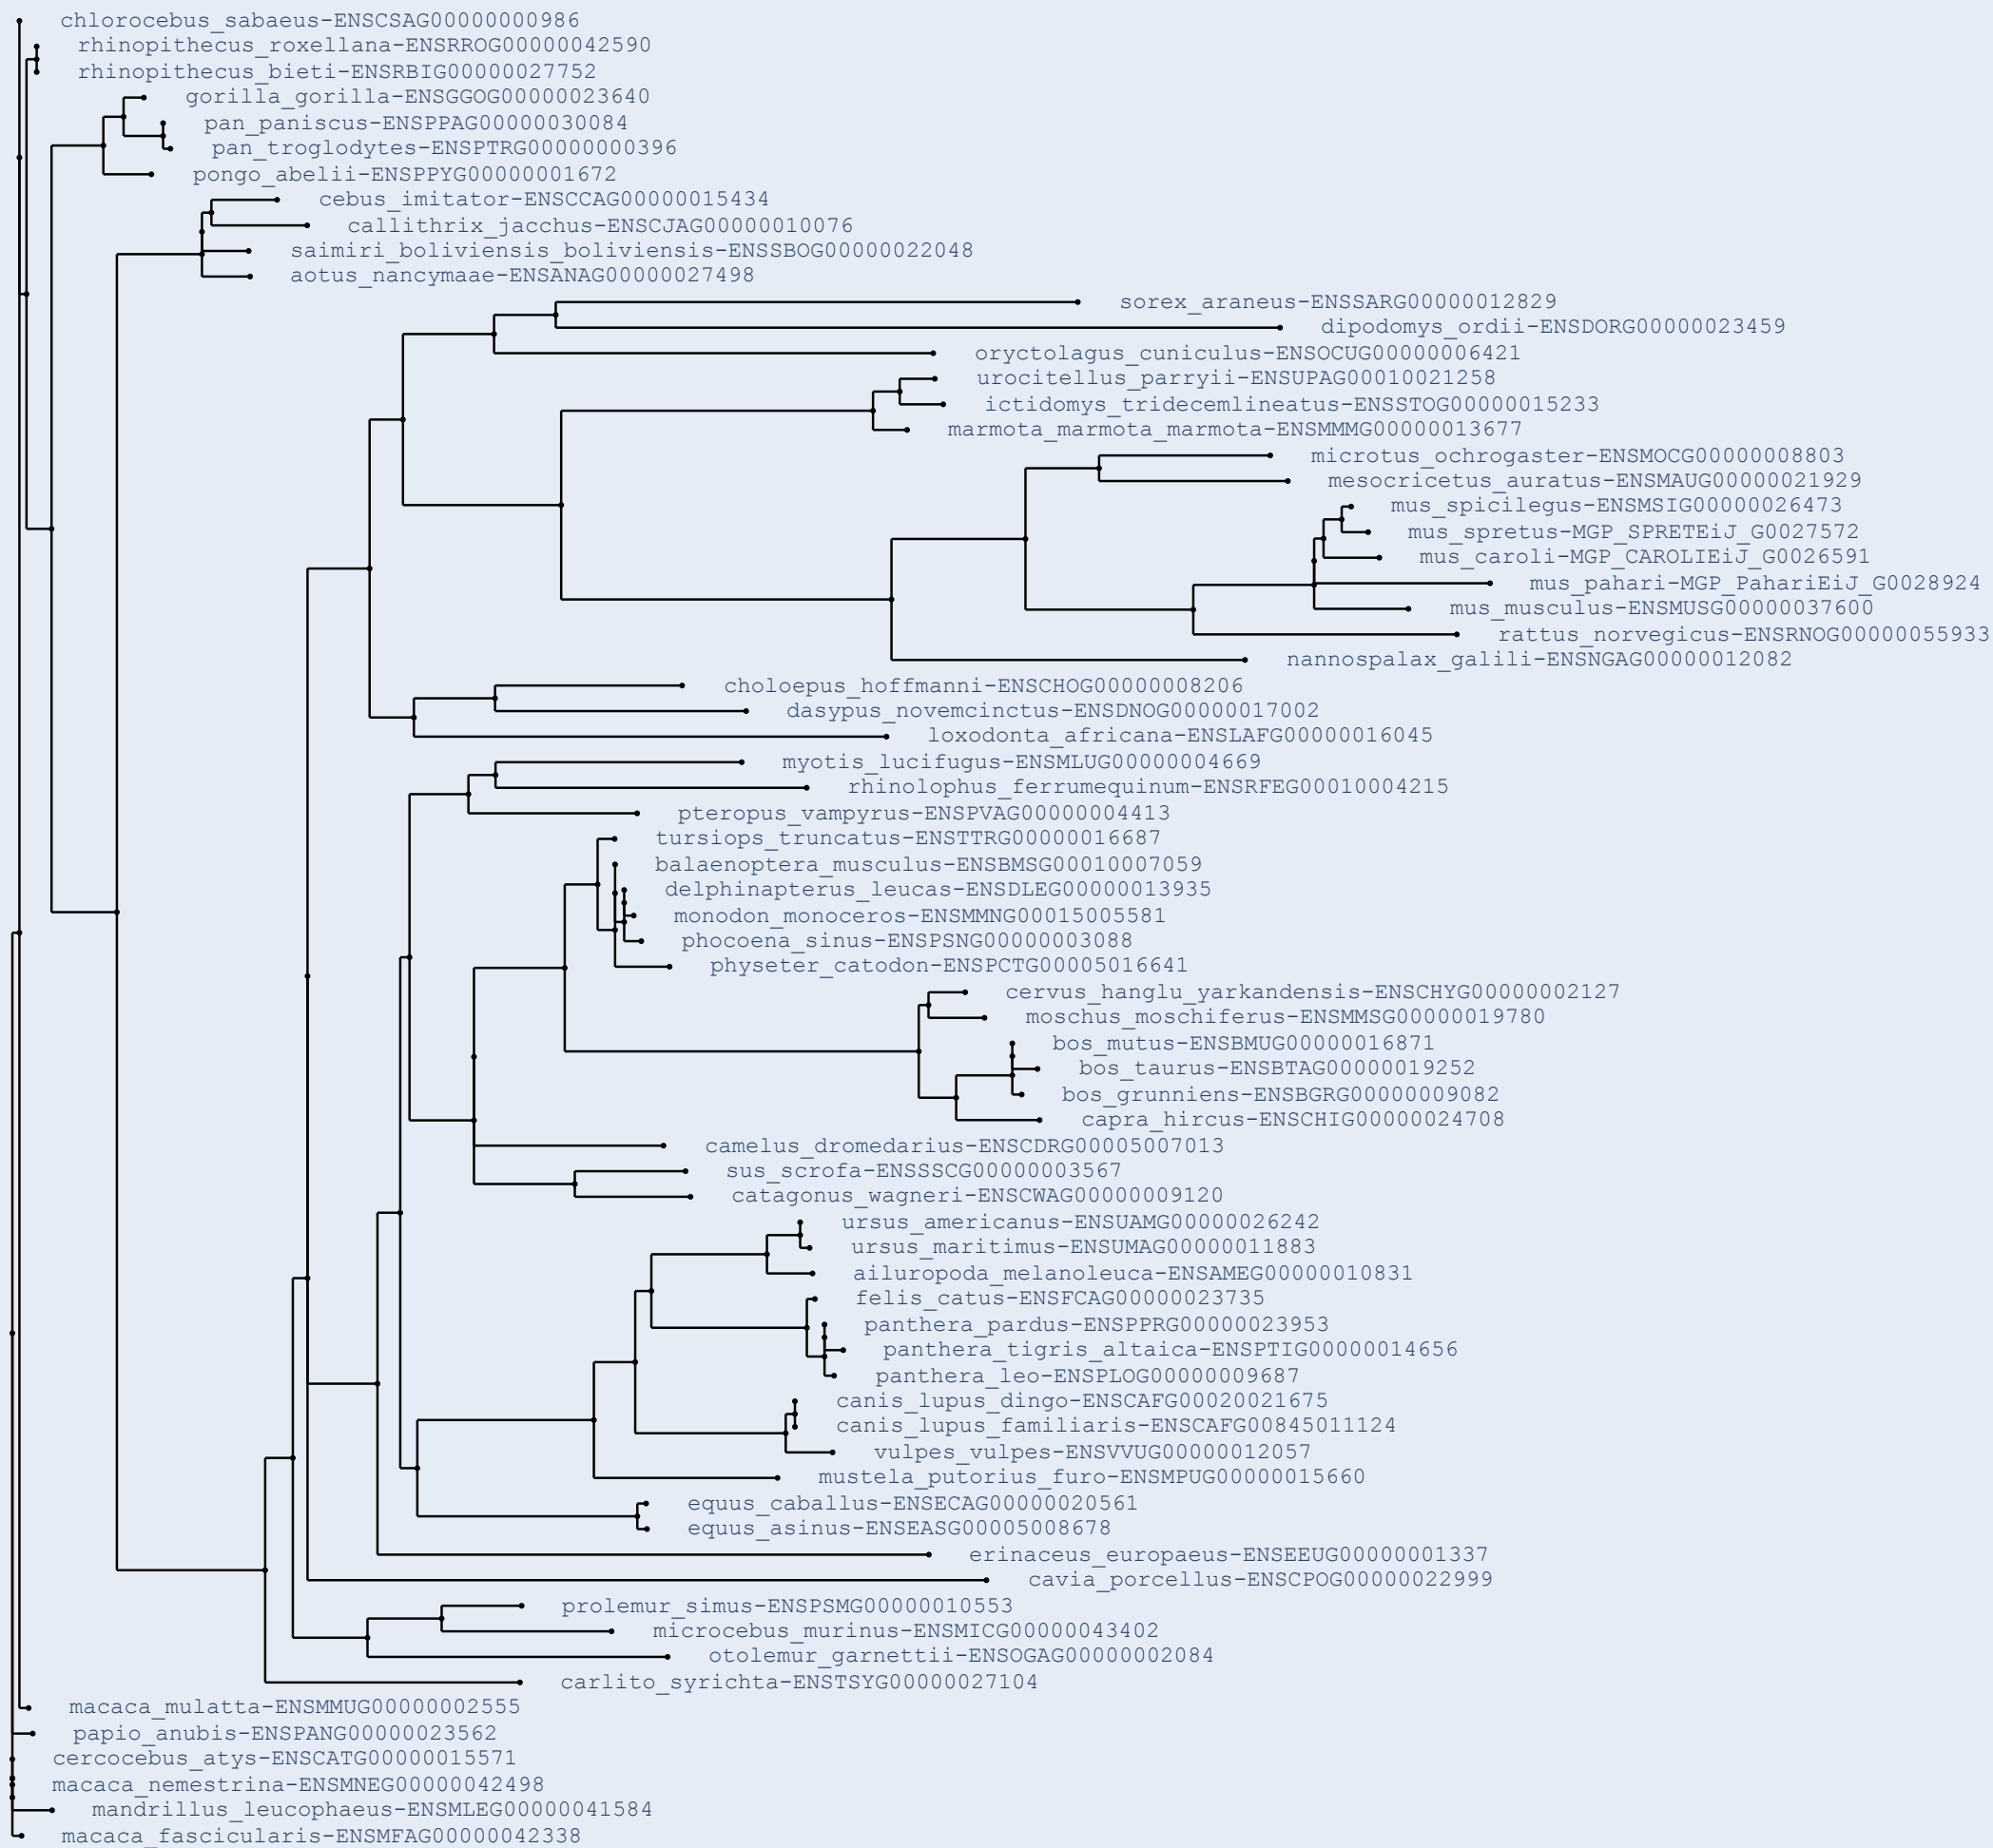 chlorocebus_sabaeus-ENSCSAG00000000986
rhinopithecus_roxellana-ENSRROG00000042590
rhinopithecus_bieti-ENSRBIG00000027752
gorilla_gorilla-ENSGGOG00000023640
pan_paniscus-ENSPPAG00000030084
pan_troglodytes-ENSPTRG00000000396
pongo_abelii-ENSPPYG00000001672
cebus_imitator-ENSCCAG00000015434
callithrix_jacchus-ENSCJAG00000010076
saimiri_boliviensis_boliviensis-ENSSBOG00000022048
aotus_nancymaae-ENSANAG00000027498
sorex_araneus-ENSSARG00000012829
dipodomys_ordii-ENSDORG00000023459
oryctolagus_cuniculus-ENSOCUG00000006421
urocitellus_parryii-ENSUPAG00010021258
ictidomys_tridecemlineatus-ENSSTOG00000015233
marmota_marmota_marmota-ENSMMMG00000013677
microtus_ochrogaster-ENSMOCG00000008803
mesocricetus_auratus-ENSMAUG00000021929
mus_spicilegus-ENSMSIG00000026473
mus_spretus-MGP_SPRETEiJ_G0027572
mus_caroli-MGP_CAROLIEiJ_G0026591
mus_pahari-MGP_PahariEiJ_G0028924
mus_musculus-ENSMUSG00000037600
rattus_norvegicus-ENSRNOG00000055933
nannospalax_galili-ENSNGAG00000012082
choloepus_hoffmanni-ENSCHOG00000008206
dasypus_novemcinctus-ENSDNOG00000017002
loxodonta_africana-ENSLAFG00000016045
myotis_lucifugus-ENSMLUG00000004669
rhinolophus_ferrumequinum-ENSRFEG00010004215
pteropus_vampyrus-ENSPVAG00000004413
tursiops_truncatus-ENSTTRG00000016687
balaenoptera_musculus-ENSBMSG00010007059
delphinapterus_leucas-ENSDLEG00000013935
monodon_monoceros-ENSMMNG00015005581
phocoena_sinus-ENSPSNG00000003088
physeter_catodon-ENSPCTG00005016641
cervus_hanglu_yarkandensis-ENSCHYG00000002127
moschus_moschiferus-ENSMMSG00000019780
bos_mutus-ENSBMUG00000016871
bos_taurus-ENSBTAG00000019252
bos_grunniens-ENSBGRG00000009082
capra_hircus-ENSCHIG00000024708
camelus_dromedarius-ENSCDRG00005007013
sus_scrofa-ENSSSCG00000003567
catagonus_wagneri-ENSCWAG00000009120
ursus_americanus-ENSUAMG00000026242
ursus_maritimus-ENSUMAG00000011883
ailuropoda_melanoleuca-ENSAMEG00000010831
felis_catus-ENSFCAG00000023735
panthera_pardus-ENSPPRG00000023953
panthera_tigris_altaica-ENSPTIG00000014656
panthera_leo-ENSPLOG00000009687
canis_lupus_dingo-ENSCAFG00020021675
canis_lupus_familiaris-ENSCAFG00845011124
vulpes_vulpes-ENSVVUG00000012057
mustela_putorius_furo-ENSMPUG00000015660
equus_caballus-ENSECAG00000020561
equus_asinus-ENSEASG00005008678
erinaceus_europaeus-ENSEEUG00000001337
cavia_porcellus-ENSCPOG00000022999
prolemur_simus-ENSPSMG00000010553
microcebus_murinus-ENSMICG00000043402
otolemur_garnettii-ENSOGAG00000002084
carlito_syrichta-ENSTSYG00000027104
macaca_mulatta-ENSMMUG00000002555
papio_anubis-ENSPANG00000023562
cercocebus_atys-ENSCATG00000015571
macaca_nemestrina-ENSMNEG00000042498
mandrillus_leucophaeus-ENSMLEG00000041584
macaca_fascicularis-ENSMFAG00000042338